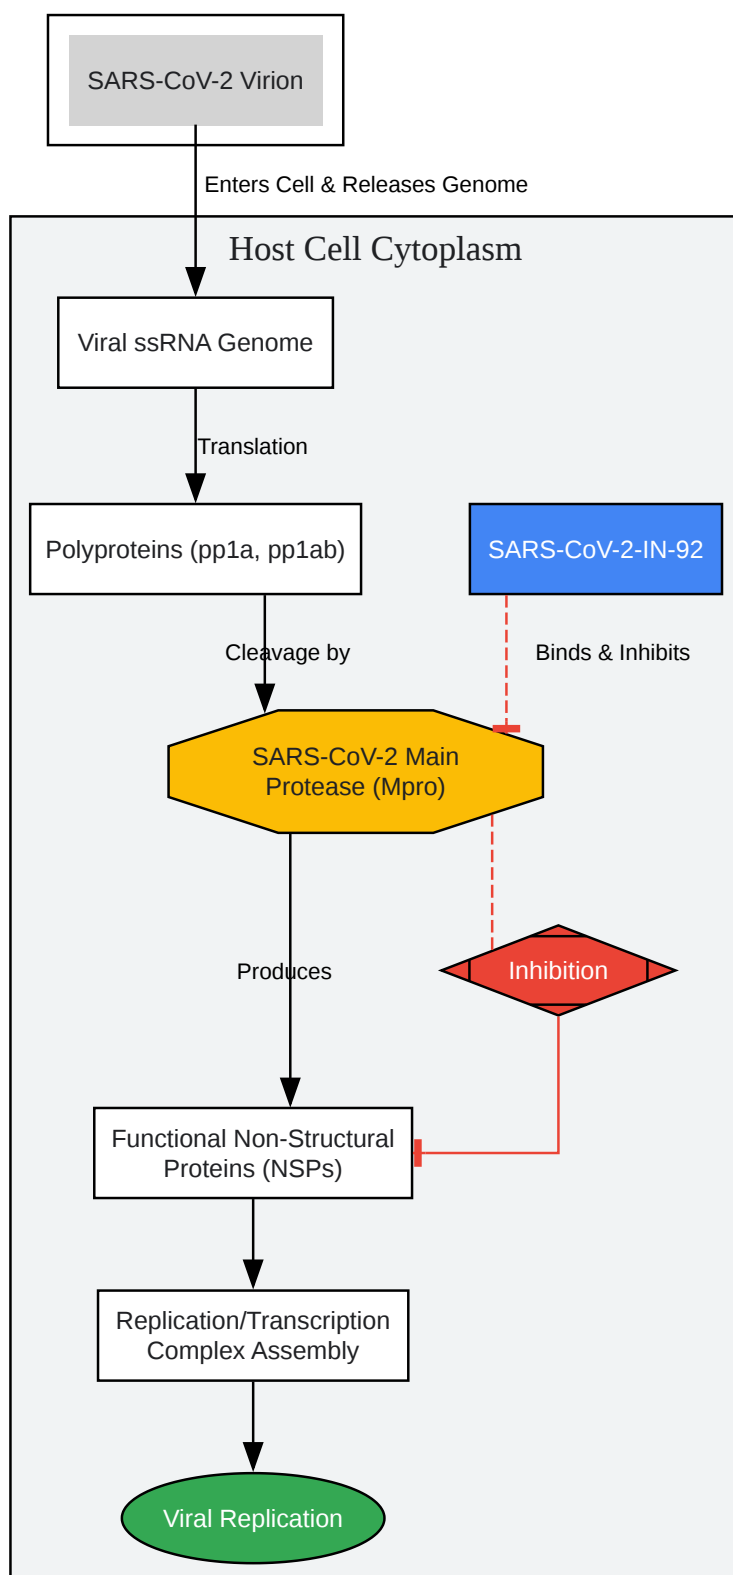 SARS-CoV-2 Virion
Enters Cell & Releases Genome
Host Cell Cytoplasm
Viral ssRNA Genome
Translation
Polyproteins (pp1a, pp1ab)
SARS-CoV-2-IN-92
Cleavage by
Binds & Inhibits
SARS-CoV-2 Main
Protease (Mpro)
Produces
Inhibition
Functional Non-Structural
Proteins (NSPs)
Replication/Transcription
Complex Assembly
Viral Replication